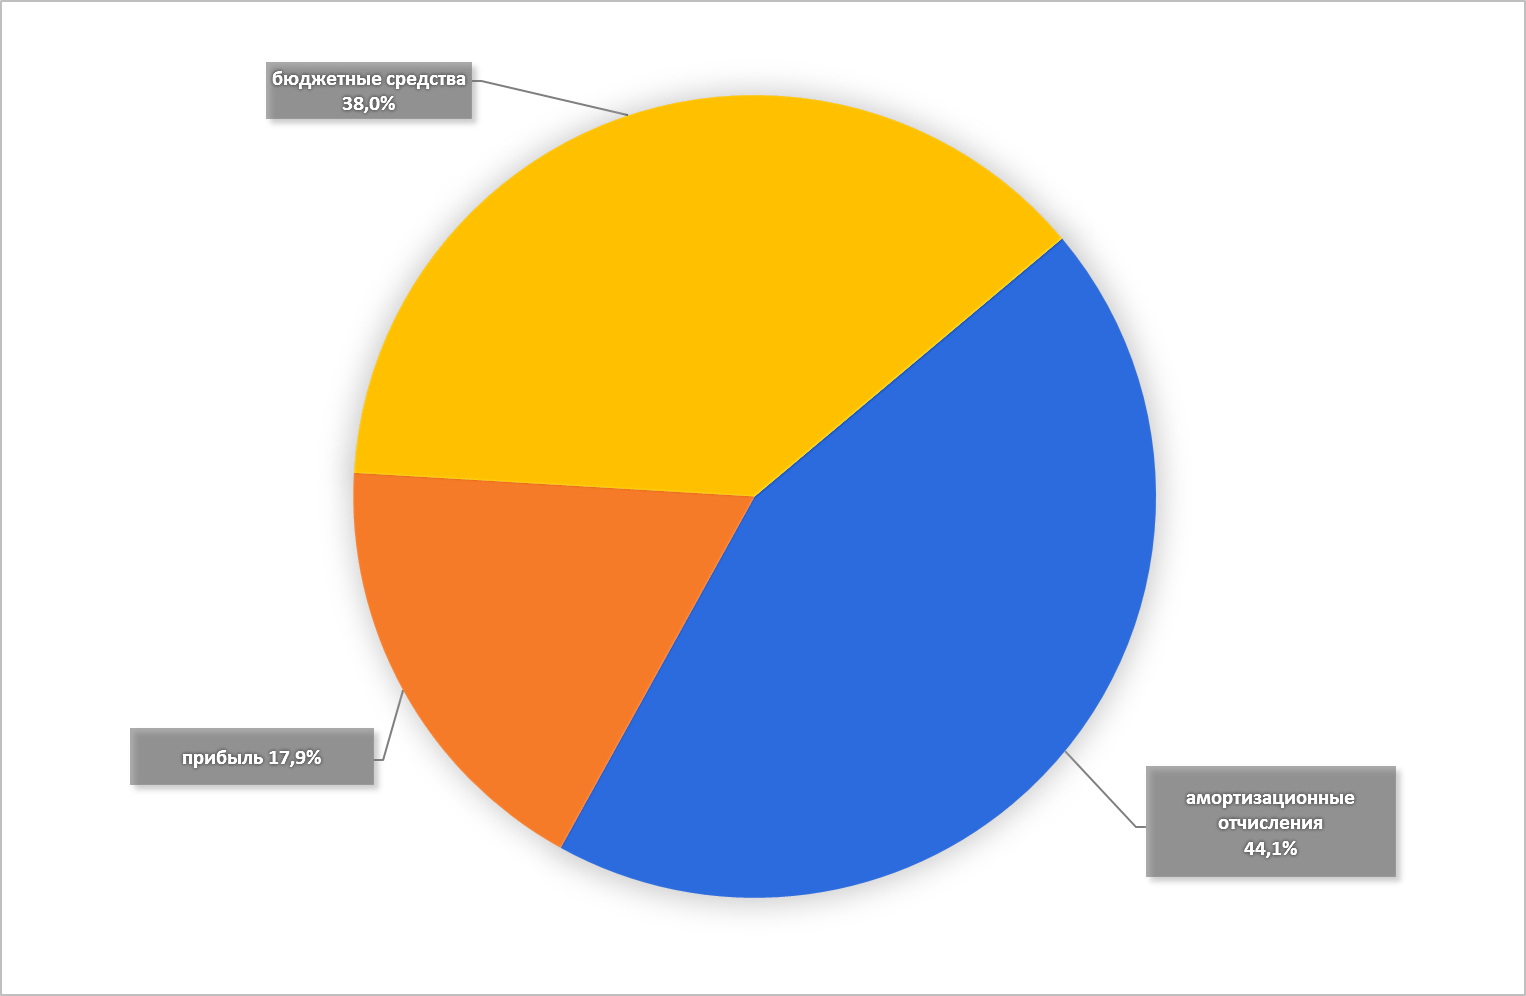 бюджетные средства
38,0%
прибыль 17,9%
амортизационные
отчисления
44,1%